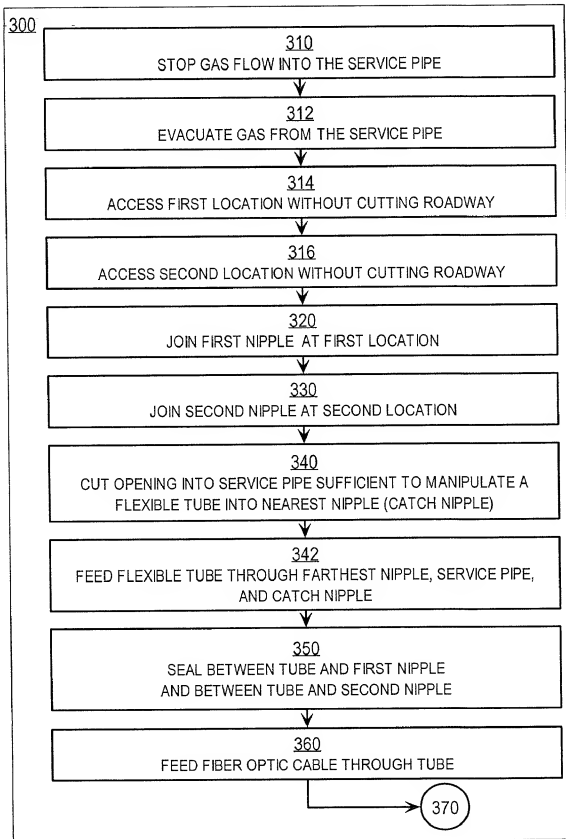 300
310
STOP GAS FLOW INTO THE SERVICE PIPE
312
EVACUATE GAS FROM THE SERVICE PIPE
314
ACCESS FIRST LOCATION WITHOUT CUTTING ROADWAY
316
ACCESS SECOND LOCATION WITHOUT CUTTING ROADWAY
320
JOIN FIRST NIPPLE AT FIRST LOCATION
330
JOIN SECOND NIPPLE AT SECOND LOCATION
340
CUT OPENING INTO SERVICE PIPE SUFFICIENT TO MANIPULATE A
FLEXIBLE TUBE INTO NEAREST NIPPLE (CATCH NIPPLE)
342
FEED FLEXIBLE TUBE THROUGH FARTHEST NIPPLE, SERVICE PIPE,
AND CATCH NIPPLE
350
SEAL BETWEEN TUBE AND FIRST NIPPLE
AND BETWEEN TUBE AND SECOND NIPPLE
360
FEED FIBER OPTIC CABLE THROUGH TUBE
370